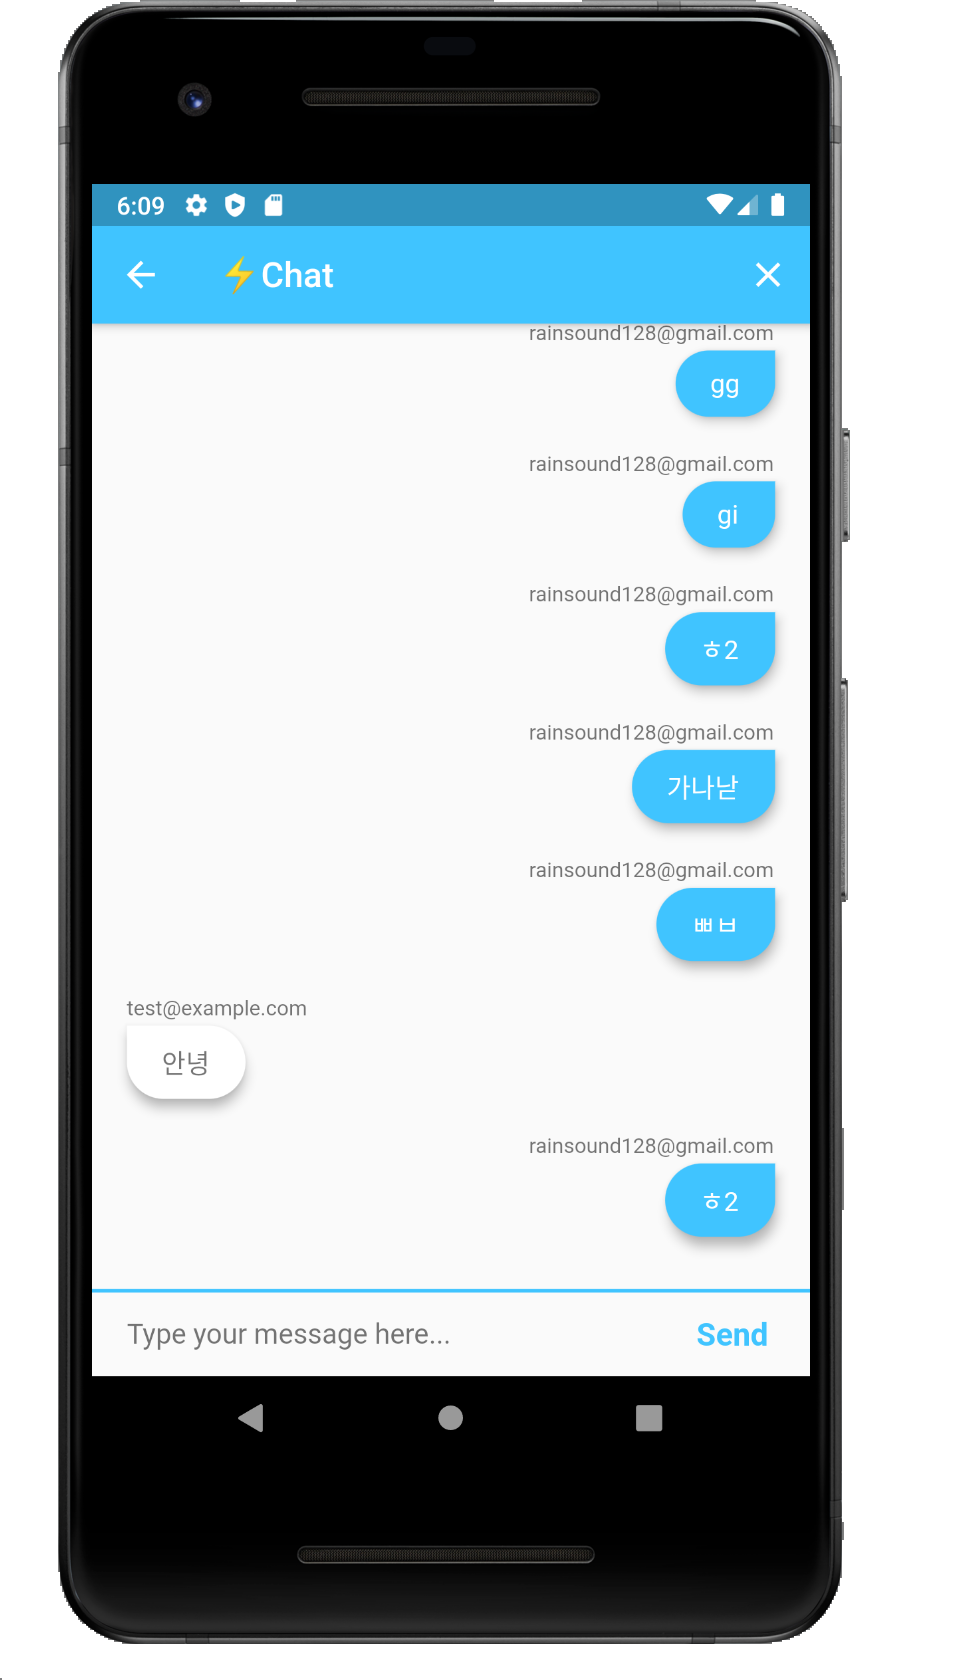 6:09
⚡Chat
rainsound128@gmail.com
gg
rainsound128@gmail.com
gi
rainsound128@gmail.com
ㅎ2
rainsound128@gmail.com
가나낟
rainsound128@gmail.com
ㅃㅂ
test@example.com
안녕
rainsound128@gmail.com
ㅎ2
Type your message here...
Send